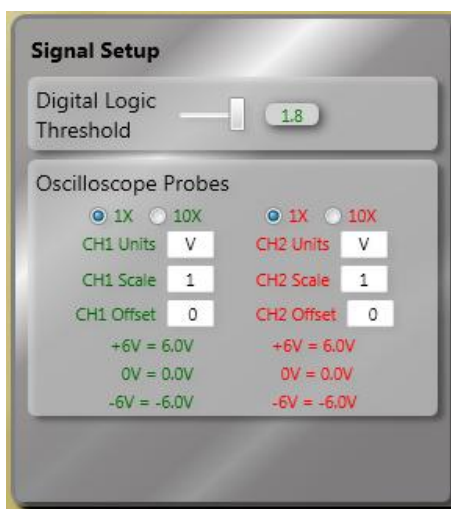 Signal Setup
Digital Logic
Threshold
1.8
Oscilloscope Probes
1X 10X 1X 10X
CH1 Units V CH2 Units V
CH1 Scale 1 CH2 Scale 1
CH1 Offset 0 CH2 Offset 0
+6V = 6.0V +6V = 6.0V
0V = 0.0V 0V = 0.0V
-6V = -6.0V -6V = -6.0V